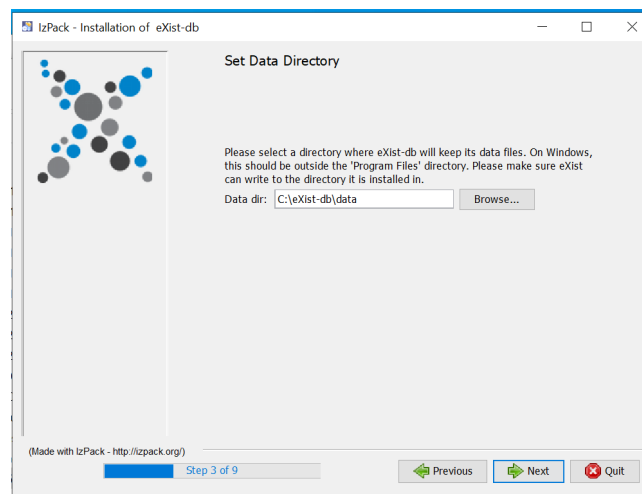 IzPack - Installation of eXist-db
Set Data Directory
Please select a directory where eXist-db will keep its data files. On Windows,
this should be outside the 'Program Files' directory. Please make sure eXist
can write to the directory it is installed in.
Data dir: C:\eXist-db\data Browse...
(Made with IzPack - http://izpack.org/)
Step 3 of 9 Previous Next Quit